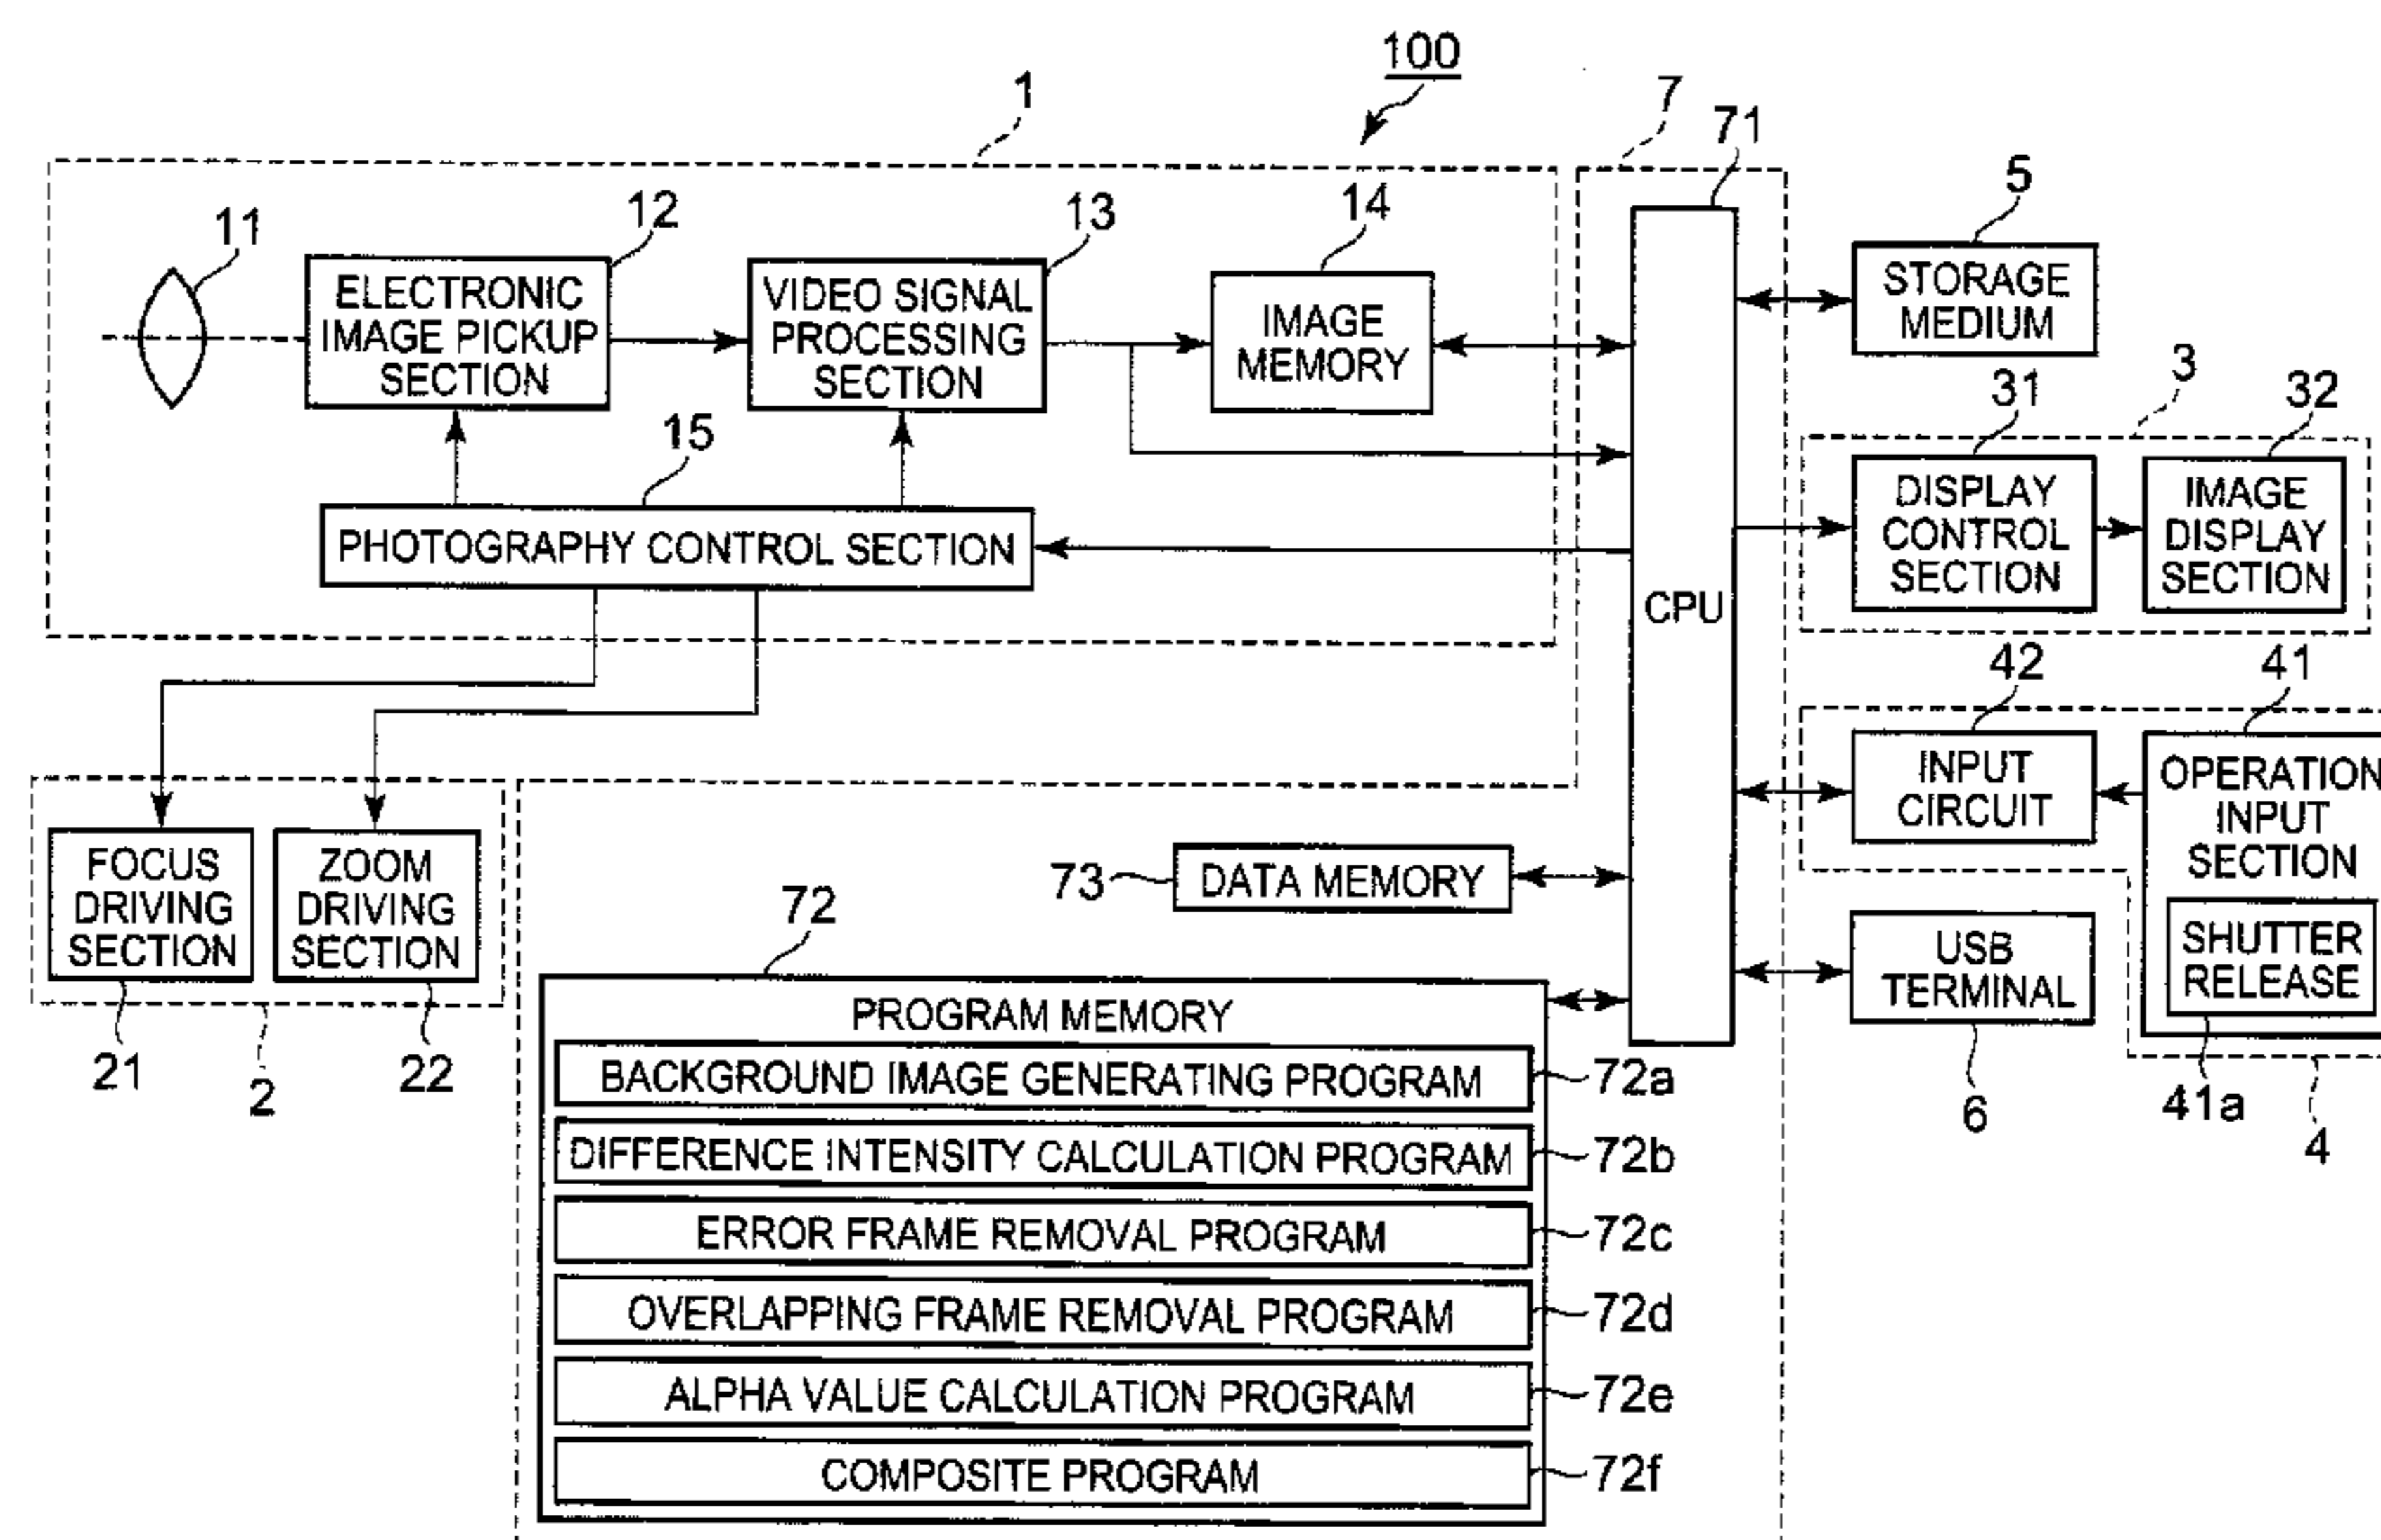 100
1
7
71
11
12
13
14
5
ELECTRONIC
IMAGE PICKUP
SECTION
VIDEO SIGNAL
PROCESSING
SECTION
IMAGE
MEMORY
STORAGE
MEDIUM
15
PHOTOGRAPHY CONTROL SECTION
CPU
31
3
32
DISPLAY
CONTROL
SECTION
IMAGE
DISPLAY
SECTION
42
41
INPUT
CIRCUIT
OPERATION
INPUT
SECTION
SHUTTER
RELEASE
41a
4
USB
TERMINAL
6
FOCUS
DRIVING
SECTION
ZOOM
DRIVING
SECTION
21
2
22
73
DATA MEMORY
72
PROGRAM MEMORY
BACKGROUND IMAGE GENERATING PROGRAM
72a
DIFFERENCE INTENSITY CALCULATION PROGRAM
72b
ERROR FRAME REMOVAL PROGRAM
72c
OVERLAPPING FRAME REMOVAL PROGRAM
72d
ALPHA VALUE CALCULATION PROGRAM
72e
COMPOSITE PROGRAM
72f